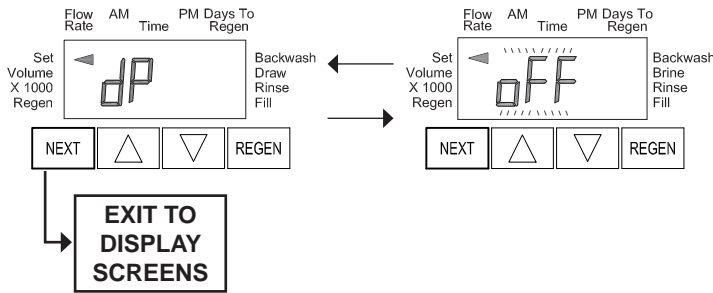 Flow Rate AM Time PM Days To Regen
Set Volume X 1000 Regen
dP
Backwash Draw Rinse Fill
NEXT REGEN
EXIT TO
DISPLAY
SCREENS
Flow Rate AM Time PM Days To Regen
Set Volume X 1000 Regen
oFF
Backwash Brine Rinse Fill
NEXT REGEN